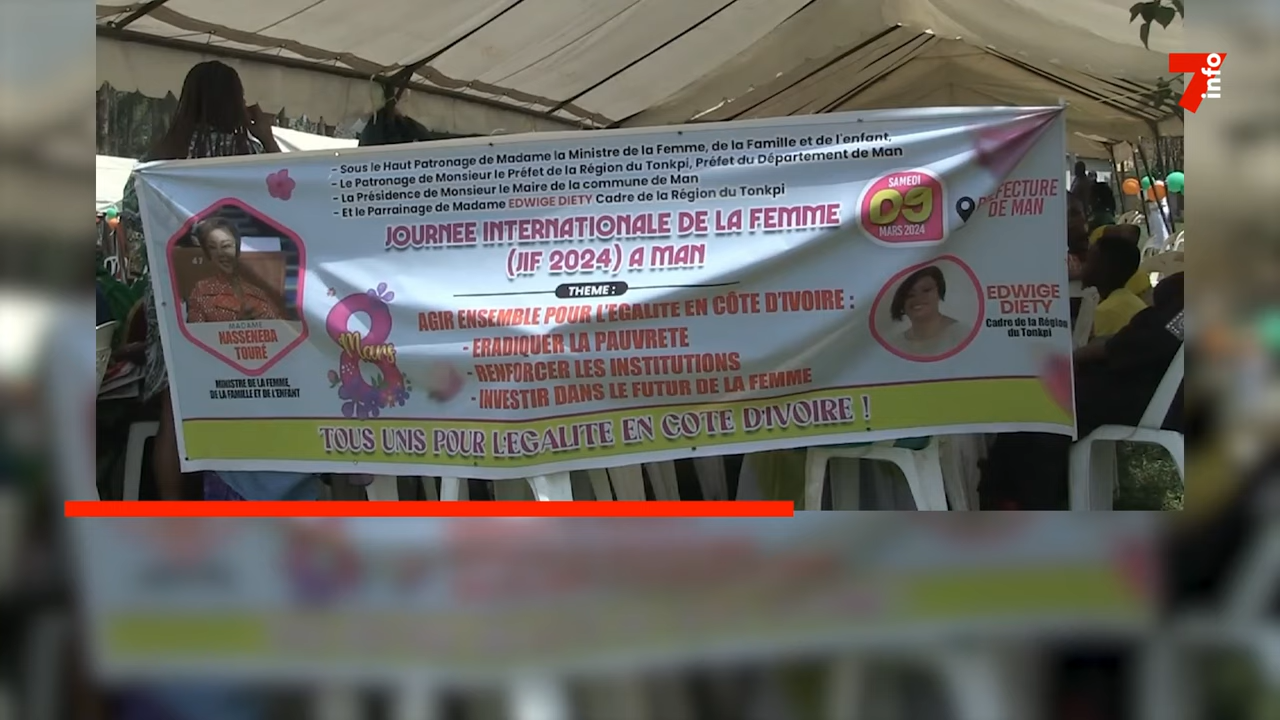 7info
- Sous le Haut Patronage de Madame la Ministre de la Femme, de la Famille et de l'enfant,
- Le Patronage de Monsieur le Préfet de la Région du Tonkpi, Préfet du Département de Man
- La Présidence de Monsieur le Maire de la commune de Man
- Et le Parrainage de Madame EDWIGE DIETY Cadre de la Région du Tonkpi
JOURNEE INTERNATIONALE DE LA FEMME
(JIF 2024) A MAN
SAMEDI
09
MARS 2024
DE MAN
THEME :
AGIR ENSEMBLE POUR L'EGALITE EN CÔTE D'IVOIRE :
- ERADIQUER LA PAUVRETE
- RENFORCER LES INSTITUTIONS
- INVESTIR DANS LE FUTUR DE LA FEMME
47
MADAME
NASSENEBA
TOURÉ
MINISTRE DE LA FEMME,
DE LA FAMILLE ET DE L'ENFANT
8
Mars
EDWIGE
DIETY
Cadre de la Région
du Tonkpi
TOUS UNIS POUR L'EGALITE EN COTE D'IVOIRE !